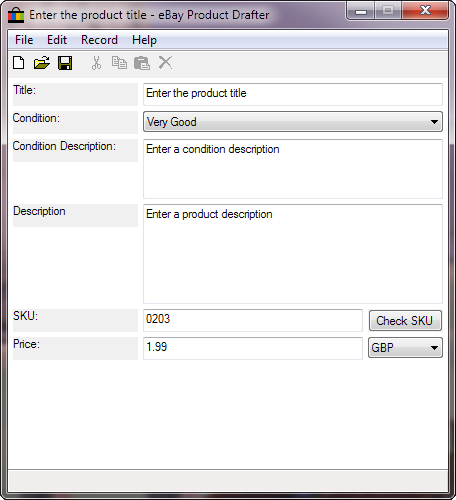 Enter the product title - eBay Product Drafter
File Edit Record Help
Title: Enter the product title
Condition: Very Good
Condition Description: Enter a condition description
Description Enter a product description
SKU: 0203 Check SKU
Price: 1.99 GBP